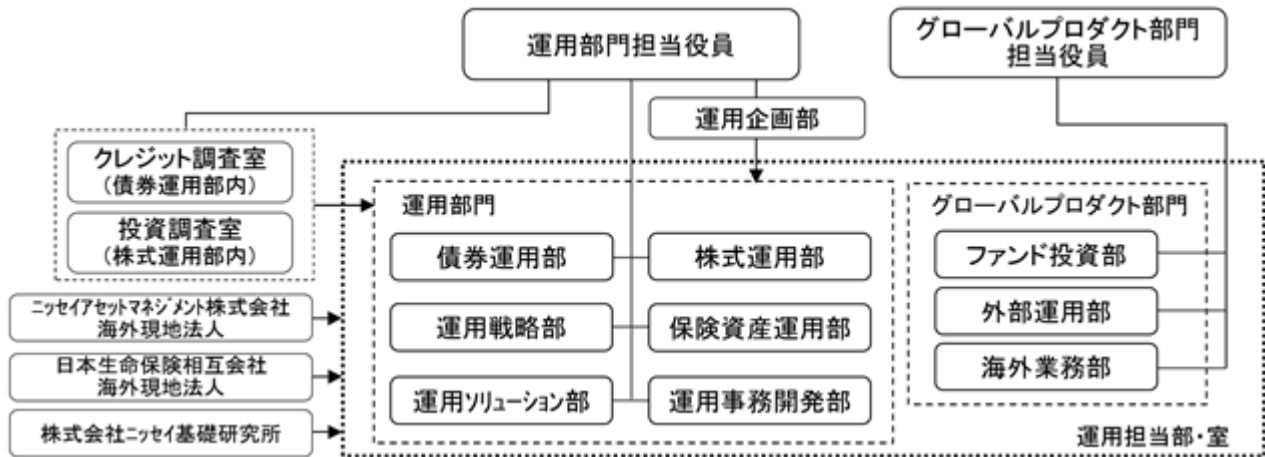 運用部門担当役員
グローバルプロダクト部門
担当役員
運用企画部
クレジット調査室
(債券運用部内)
投資調査室
(株式運用部内)
ニッセイアセットマネジメント株式会社
海外現地法人
日本生命保険相互会社
海外現地法人
株式会社ニッセイ基礎研究所
運用部門
債券運用部
株式運用部
運用戦略部
保険資産運用部
運用ソリューション部
運用事務開発部
グローバルプロダクト部門
ファンド投資部
外部運用部
海外業務部
運用担当部・室